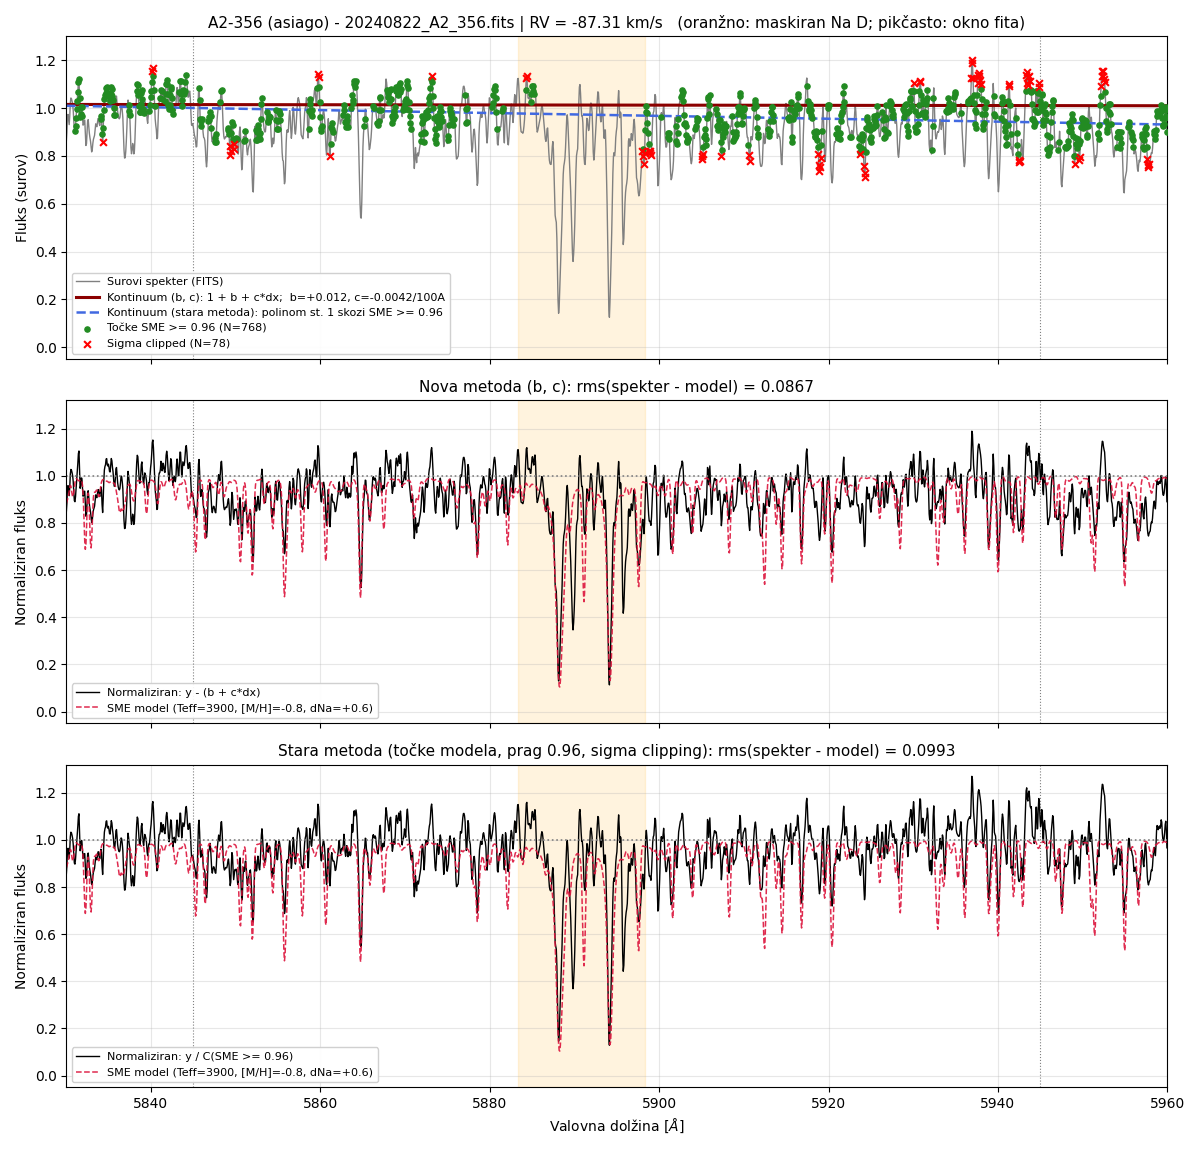 A2-356 (asiago) - 20240822_A2_356.fits | RV = -87.31 km/s   (oranžno: maskiran Na D; pikčasto: okno fita)
Fluks (surov)
1.2
1.0
0.8
0.6
0.4
0.2
0.0
Surovi spekter (FITS)
Kontinuum (b, c): 1 + b + c*dx;  b=+0.012, c=-0.0042/100A
Kontinuum (stara metoda): polinom st. 1 skozi SME >= 0.96
Točke SME >= 0.96 (N=768)
Sigma clipped (N=78)
Nova metoda (b, c): rms(spekter - model) = 0.0867
Normaliziran fluks
1.2
1.0
0.8
0.6
0.4
0.2
0.0
Normaliziran: y - (b + c*dx)
SME model (Teff=3900, [M/H]=-0.8, dNa=+0.6)
Stara metoda (točke modela, prag 0.96, sigma clipping): rms(spekter - model) = 0.0993
Normaliziran fluks
1.2
1.0
0.8
0.6
0.4
0.2
0.0
Normaliziran: y / C(SME >= 0.96)
SME model (Teff=3900, [M/H]=-0.8, dNa=+0.6)
5840 5860 5880 5900 5920 5940 5960
Valovna dolžina [Å]